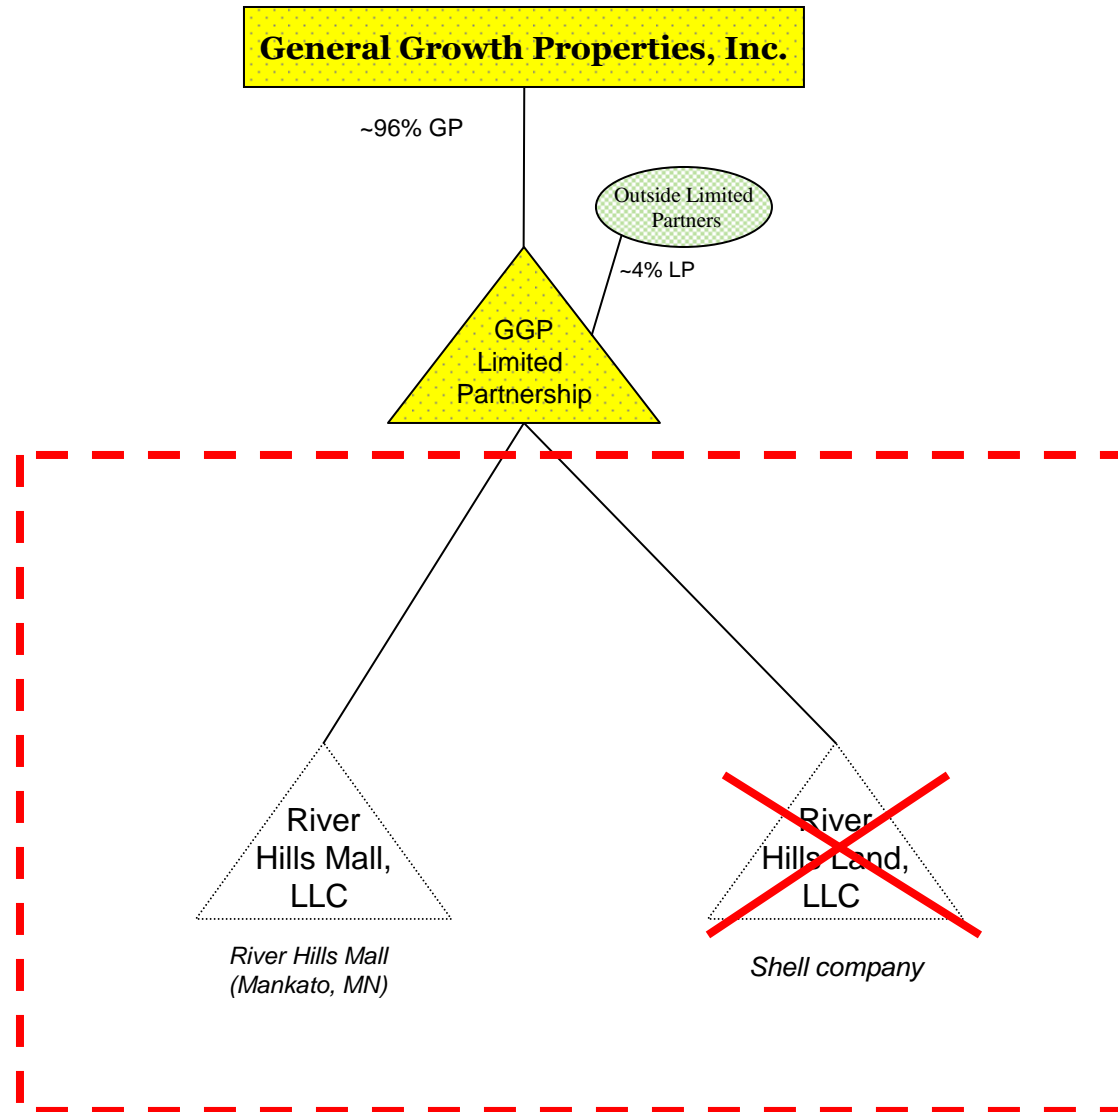 General Growth Properties, Inc.
~96% GP
Outside Limited
Partners
~4% LP
GGP
Limited
Partnership
River
Hills Mall,
LLC
River Hills Mall
(Mankato, MN)
River
Hills Land,
LLC
Shell company